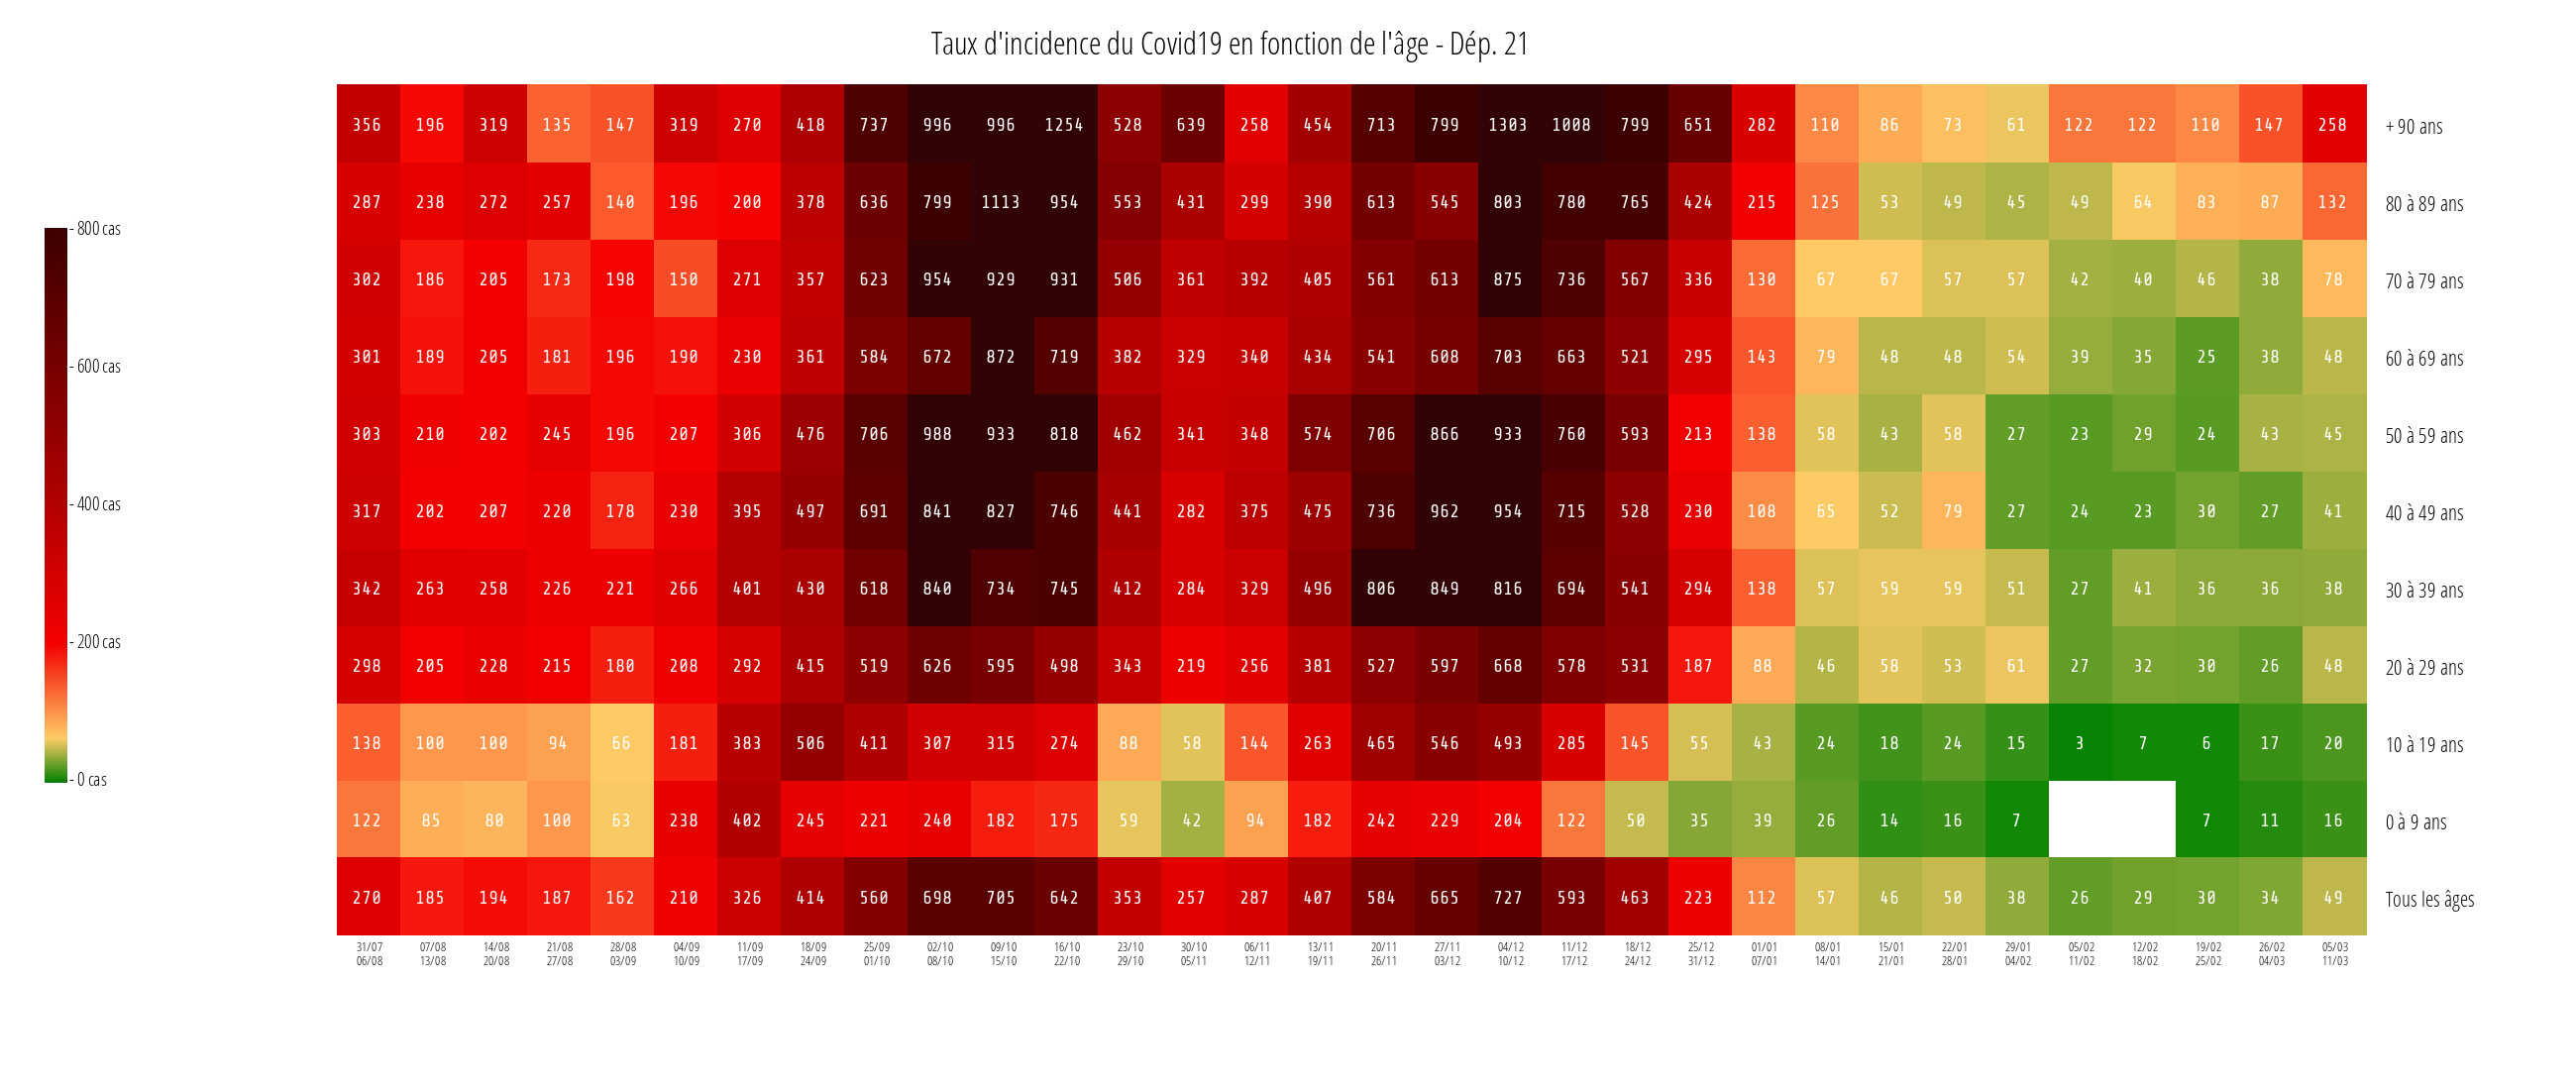 Taux d'incidence du Covid19 en fonction de l'âge - Dép. 21
- 800 cas
- 600 cas
- 400 cas
- 200 cas
- 0 cas
356 196 319 135 147 319 270 418 737 996 996 1254 528 639 258 454 713 799 1303 1008 799 651 282 110 86 73 61 122 122 110 147 258 + 90 ans
287 238 272 257 140 196 200 378 636 799 1113 954 553 431 299 390 613 545 803 780 765 424 215 125 53 49 45 49 64 83 87 132 80 à 89 ans
302 186 205 173 198 150 271 357 623 954 929 931 506 361 392 405 561 613 875 736 567 336 130 67 67 57 57 42 40 46 38 78 70 à 79 ans
301 189 205 181 196 190 230 361 584 672 872 719 382 329 340 434 541 608 703 663 521 295 143 79 48 48 54 39 35 25 38 48 60 à 69 ans
303 210 202 245 196 207 306 476 706 988 933 818 462 341 348 574 706 866 933 760 593 213 138 58 43 58 27 23 29 24 43 45 50 à 59 ans
317 202 207 220 178 230 395 497 691 841 827 746 441 282 375 475 736 962 954 715 528 230 108 65 52 79 27 24 23 30 27 41 40 à 49 ans
342 263 258 226 221 266 401 430 618 840 734 745 412 284 329 496 806 849 816 694 541 294 138 57 59 59 51 27 41 36 36 38 30 à 39 ans
298 205 228 215 180 208 292 415 519 626 595 498 343 219 256 381 527 597 668 578 531 187 88 46 58 53 61 27 32 30 26 48 20 à 29 ans
138 100 100 94 66 181 383 506 411 307 315 274 88 58 144 263 465 546 493 285 145 55 43 24 18 24 15 3 7 6 17 20 10 à 19 ans
122 85 80 100 63 238 402 245 221 240 182 175 59 42 94 182 242 229 204 122 50 35 39 26 14 16 7 7 11 16 0 à 9 ans
270 185 194 187 162 210 326 414 560 698 705 642 353 257 287 407 584 665 727 593 463 223 112 57 46 50 38 26 29 30 34 49 Tous les âges
31/07 07/08 14/08 21/08 28/08 04/09 11/09 18/09 25/09 02/10 09/10 16/10 23/10 30/10 06/11 13/11 20/11 27/11 04/12 11/12 18/12 25/12 01/01 08/01 15/01 22/01 29/01 05/02 12/02 19/02 26/02 05/03
06/08 13/08 20/08 27/08 03/09 10/09 17/09 24/09 01/10 08/10 15/10 22/10 29/10 05/11 12/11 19/11 26/11 03/12 10/12 17/12 24/12 31/12 07/01 14/01 21/01 28/01 04/02 11/02 18/02 25/02 04/03 11/03